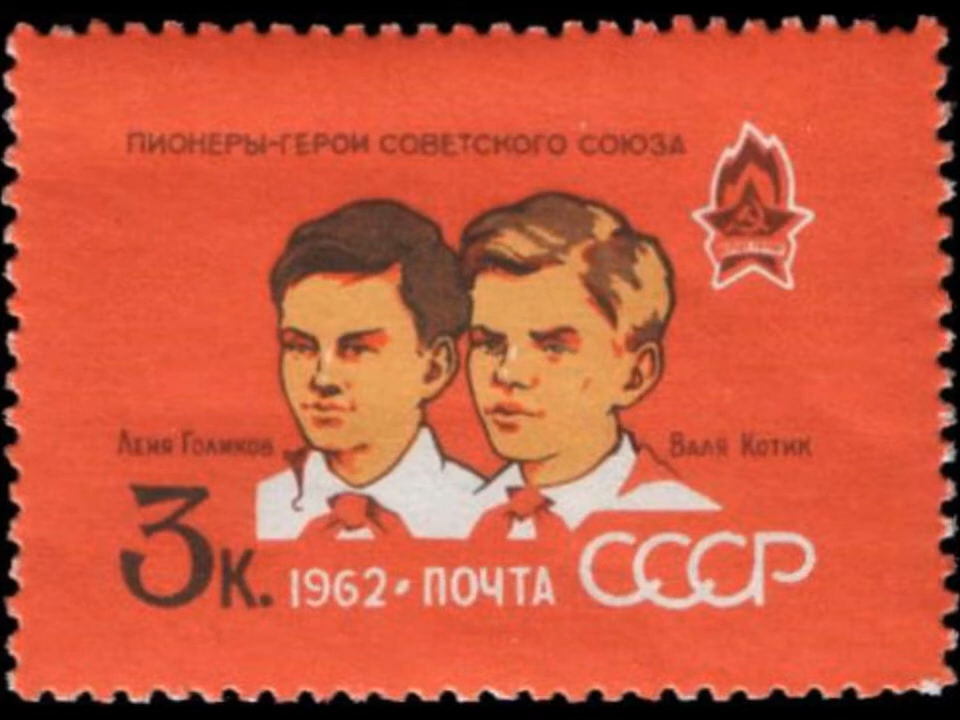 ПИОНЕРЫ-ГЕРОИ СОВЕТСКОГО СОЮЗА
Леня Голиков
Валя Котик
3к.
1962 • ПОЧТА СССР